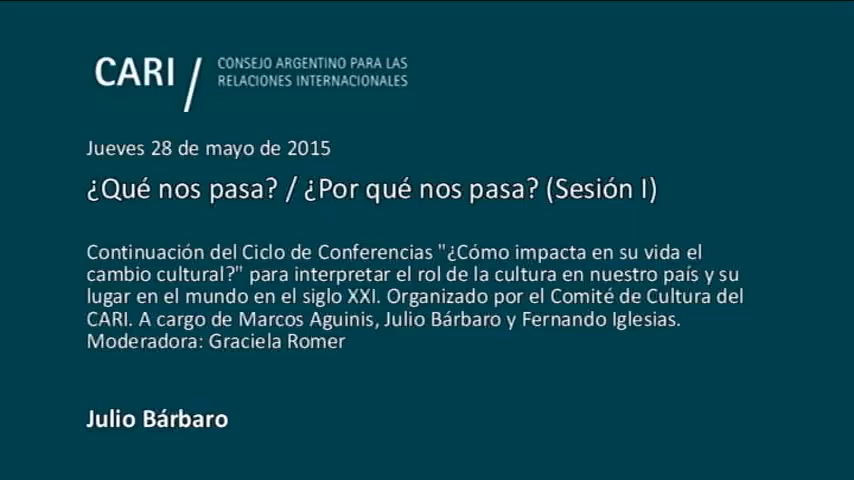 CARI / CONSEJO ARGENTINO PARA LAS
RELACIONES INTERNACIONALES
Jueves 28 de mayo de 2015
¿Qué nos pasa? / ¿Por qué nos pasa? (Sesión I)
Continuación del Ciclo de Conferencias "¿Cómo impacta en su vida el
cambio cultural?" para interpretar el rol de la cultura en nuestro país y su
lugar en el mundo en el siglo XXI. Organizado por el Comité de Cultura del
CARI. A cargo de Marcos Aguinis, Julio Bárbaro y Fernando Iglesias.
Moderadora: Graciela Romer
Julio Bárbaro